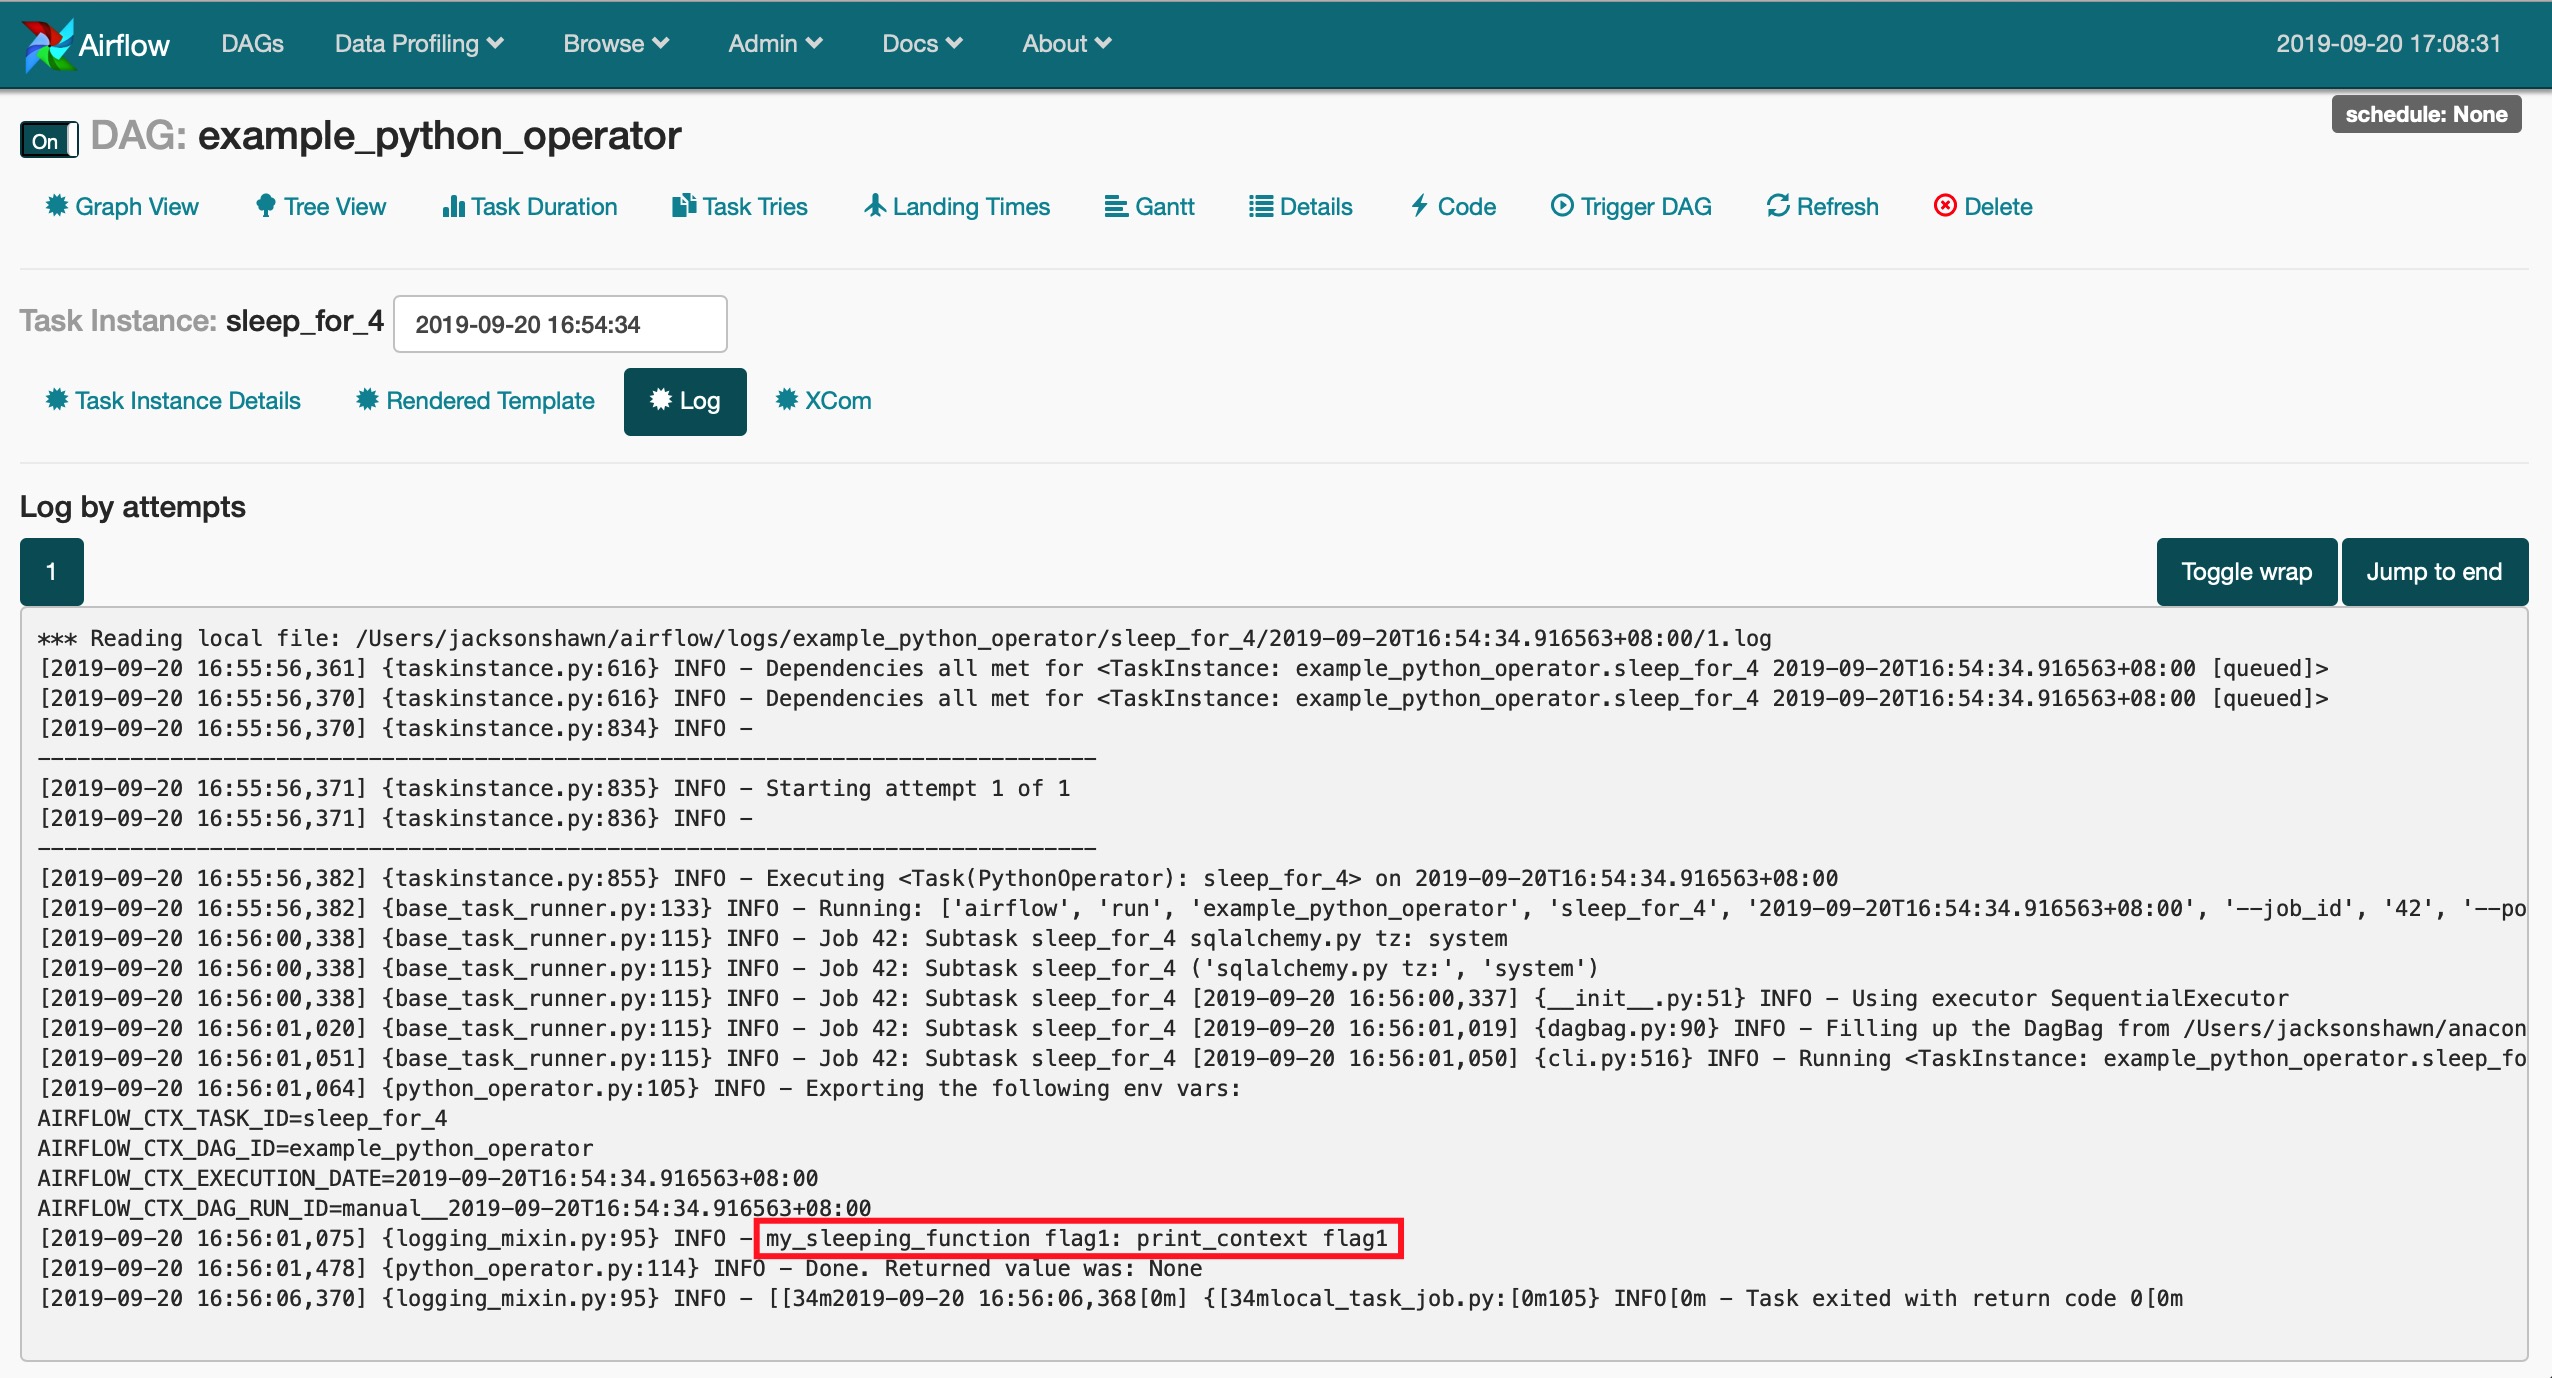 Airflow DAGs Data Profiling Browse Admin Docs About 2019-09-20 17:08:31
schedule: None
On DAG: example_python_operator
Graph View Tree View Task Duration Task Tries Landing Times Gantt Details Code Trigger DAG Refresh Delete
Task Instance: sleep_for_4 2019-09-20 16:54:34
Task Instance Details Rendered Template Log XCom
Log by attempts
1 Toggle wrap Jump to end
*** Reading local file: /Users/jacksonshawn/airflow/logs/example_python_operator/sleep_for_4/2019-09-20T16:54:34.916563+08:00/1.log
[2019-09-20 16:55:56,361] {taskinstance.py:616} INFO - Dependencies all met for <TaskInstance: example_python_operator.sleep_for_4 2019-09-20T16:54:34.916563+08:00 [queued]>
[2019-09-20 16:55:56,370] {taskinstance.py:616} INFO - Dependencies all met for <TaskInstance: example_python_operator.sleep_for_4 2019-09-20T16:54:34.916563+08:00 [queued]>
[2019-09-20 16:55:56,370] {taskinstance.py:834} INFO -
--------------------------------------------------------------------------------
[2019-09-20 16:55:56,371] {taskinstance.py:835} INFO - Starting attempt 1 of 1
[2019-09-20 16:55:56,371] {taskinstance.py:836} INFO -
--------------------------------------------------------------------------------
[2019-09-20 16:55:56,382] {taskinstance.py:855} INFO - Executing <Task(PythonOperator): sleep_for_4> on 2019-09-20T16:54:34.916563+08:00
[2019-09-20 16:55:56,382] {base_task_runner.py:133} INFO - Running: ['airflow', 'run', 'example_python_operator', 'sleep_for_4', '2019-09-20T16:54:34.916563+08:00', '--job_id', '42', '--po
[2019-09-20 16:56:00,338] {base_task_runner.py:115} INFO - Job 42: Subtask sleep_for_4 sqlalchemy.py tz: system
[2019-09-20 16:56:00,338] {base_task_runner.py:115} INFO - Job 42: Subtask sleep_for_4 ('sqlalchemy.py tz:', 'system')
[2019-09-20 16:56:00,338] {base_task_runner.py:115} INFO - Job 42: Subtask sleep_for_4 [2019-09-20 16:56:00,337] {__init__.py:51} INFO - Using executor SequentialExecutor
[2019-09-20 16:56:01,020] {base_task_runner.py:115} INFO - Job 42: Subtask sleep_for_4 [2019-09-20 16:56:01,019] {dagbag.py:90} INFO - Filling up the DagBag from /Users/jacksonshawn/anacon
[2019-09-20 16:56:01,051] {base_task_runner.py:115} INFO - Job 42: Subtask sleep_for_4 [2019-09-20 16:56:01,050] {cli.py:516} INFO - Running <TaskInstance: example_python_operator.sleep_fo
[2019-09-20 16:56:01,064] {python_operator.py:105} INFO - Exporting the following env vars:
AIRFLOW_CTX_TASK_ID=sleep_for_4
AIRFLOW_CTX_DAG_ID=example_python_operator
AIRFLOW_CTX_EXECUTION_DATE=2019-09-20T16:54:34.916563+08:00
AIRFLOW_CTX_DAG_RUN_ID=manual__2019-09-20T16:54:34.916563+08:00
[2019-09-20 16:56:01,075] {logging_mixin.py:95} INFO - my_sleeping_function flag1: print_context flag1
[2019-09-20 16:56:01,478] {python_operator.py:114} INFO - Done. Returned value was: None
[2019-09-20 16:56:06,370] {logging_mixin.py:95} INFO - [[34m2019-09-20 16:56:06,368[0m] {[34mlocal_task_job.py:[0m105} INFO[0m - Task exited with return code 0[0m